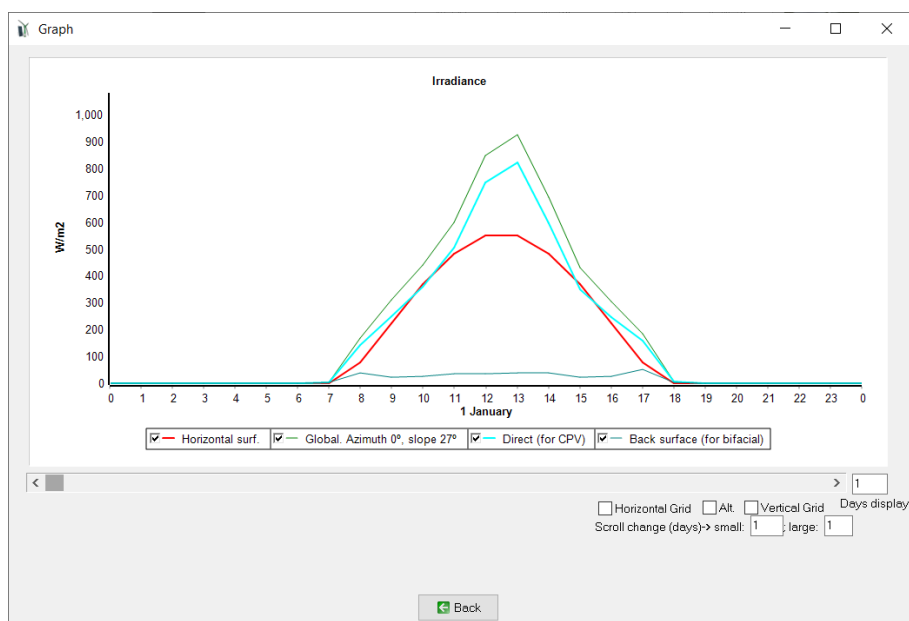 Graph
Irradiance
1,000
900
800
700
600
500
400
300
200
100
0
W/m2
0 1 2 3 4 5 6 7 8 9 10 11 12 13 14 15 16 17 18 19 20 21 22 23 0
1 January
Horizontal surf. Global. Azimuth 0º, slope 27º Direct (for CPV) Back surface (for bifacial)
1
Horizontal Grid Alt. Vertical Grid Days display
Scroll change (days)-> small: 1 ; large: 1
Back